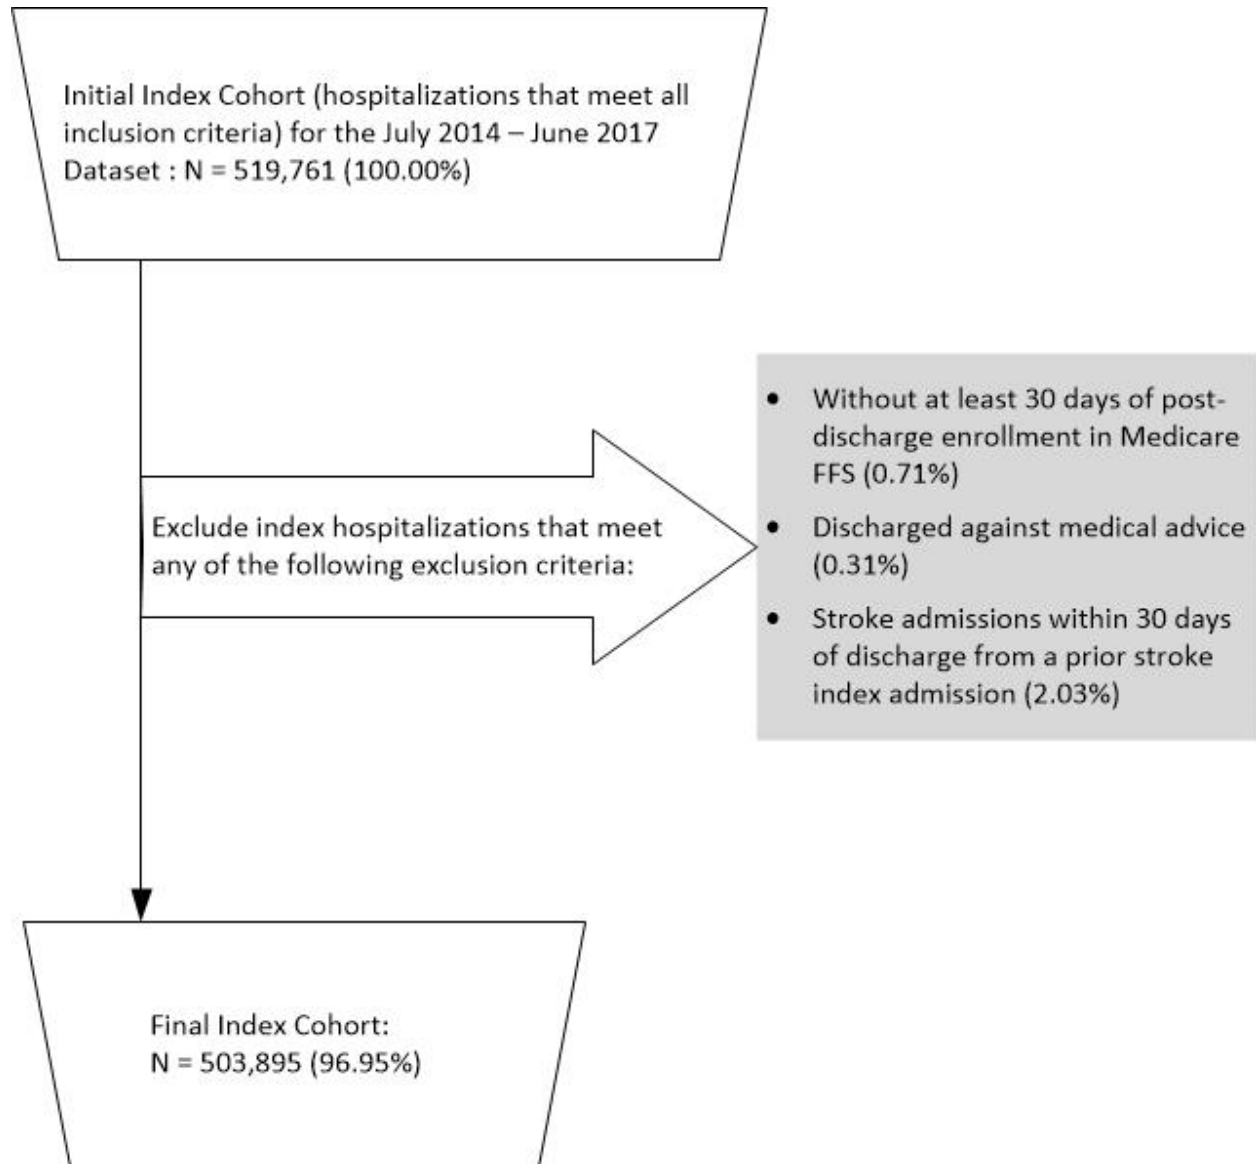 Initial Index Cohort (hospitalizations that meet all
inclusion criteria) for the July 2014 – June 2017
Dataset : N = 519,761 (100.00%)
Exclude index hospitalizations that meet
any of the following exclusion criteria:
• Without at least 30 days of post-
discharge enrollment in Medicare
FFS (0.71%)
• Discharged against medical advice
(0.31%)
• Stroke admissions within 30 days
of discharge from a prior stroke
index admission (2.03%)
Final Index Cohort:
N = 503,895 (96.95%)